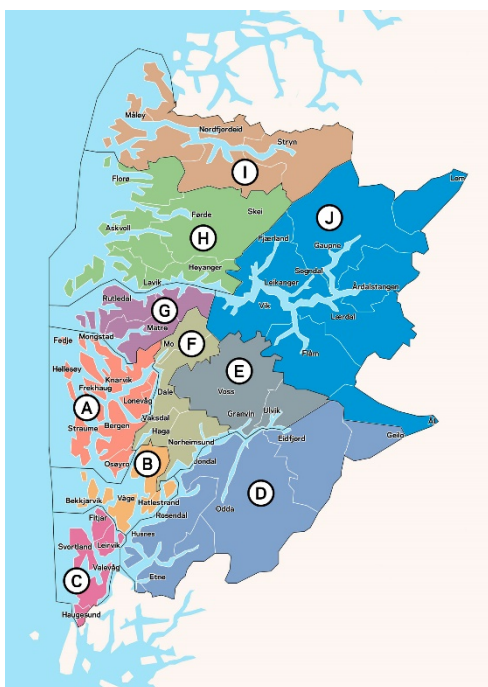 Måløy
Nordfjordeid
Stryn
I
Lom
Florø
J
Skei
Førde
Askvoll
H
Fjærland
Gaupne
Høyanger
Sogndal
Leikanger
Årdalstangen
Lavik
Rutledal
G
Vik
Lærdal
Mongstad
Matre
Fedje
Mo
F
Flåm
Hellesøy
Knarvik
E
Frekhaug
Dale
Voss
A
Lonevåg
Granvin
Ulvik
Vaksdal
Straume
Bergen
Haga
Norheimsund
Eidfjord
Geilo
Ål
Osøyro
B
Jondal
D
Bekkjarvik
Våge
Hatlestrand
Rosendal
Odda
Fitjar
Husnes
Svortland
Leirvik
Valevåg
C
Etne
Haugesund